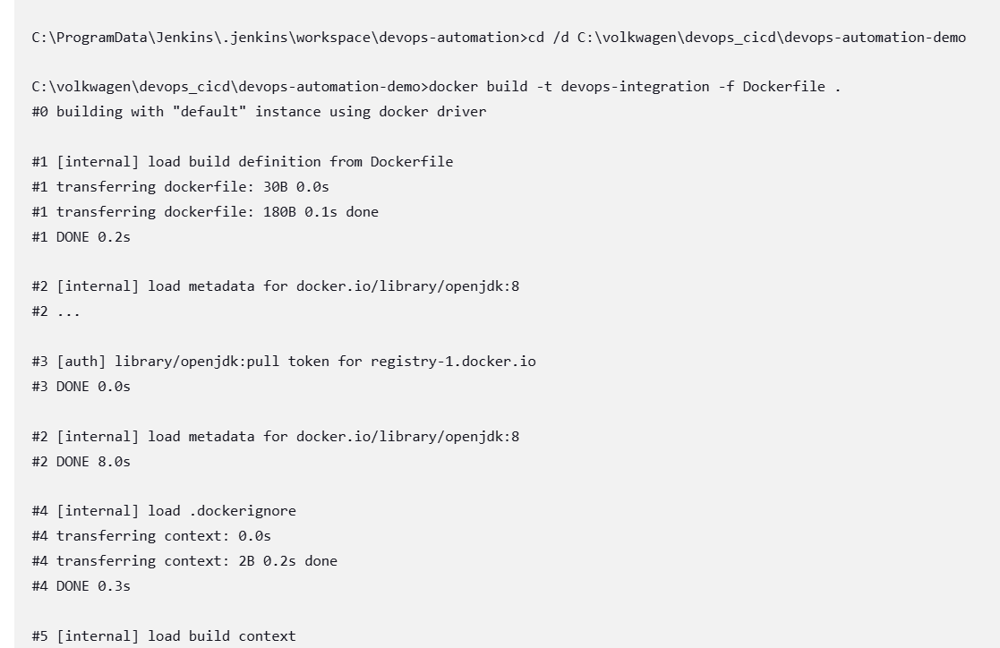 C:\ProgramData\Jenkins\.jenkins\workspace\devops-automation>cd /d C:\volkwagen\devops_cicd\devops-automation-demo
C:\volkwagen\devops_cicd\devops-automation-demo>docker build -t devops-integration -f Dockerfile .
#0 building with "default" instance using docker driver
#1 [internal] load build definition from Dockerfile
#1 transferring dockerfile: 30B 0.0s
#1 transferring dockerfile: 180B 0.1s done
#1 DONE 0.2s
#2 [internal] load metadata for docker.io/library/openjdk:8
#2 ...
#3 [auth] library/openjdk:pull token for registry-1.docker.io
#3 DONE 0.0s
#2 [internal] load metadata for docker.io/library/openjdk:8
#2 DONE 8.0s
#4 [internal] load .dockerignore
#4 transferring context: 0.0s
#4 transferring context: 2B 0.2s done
#4 DONE 0.3s
#5 [internal] load build context